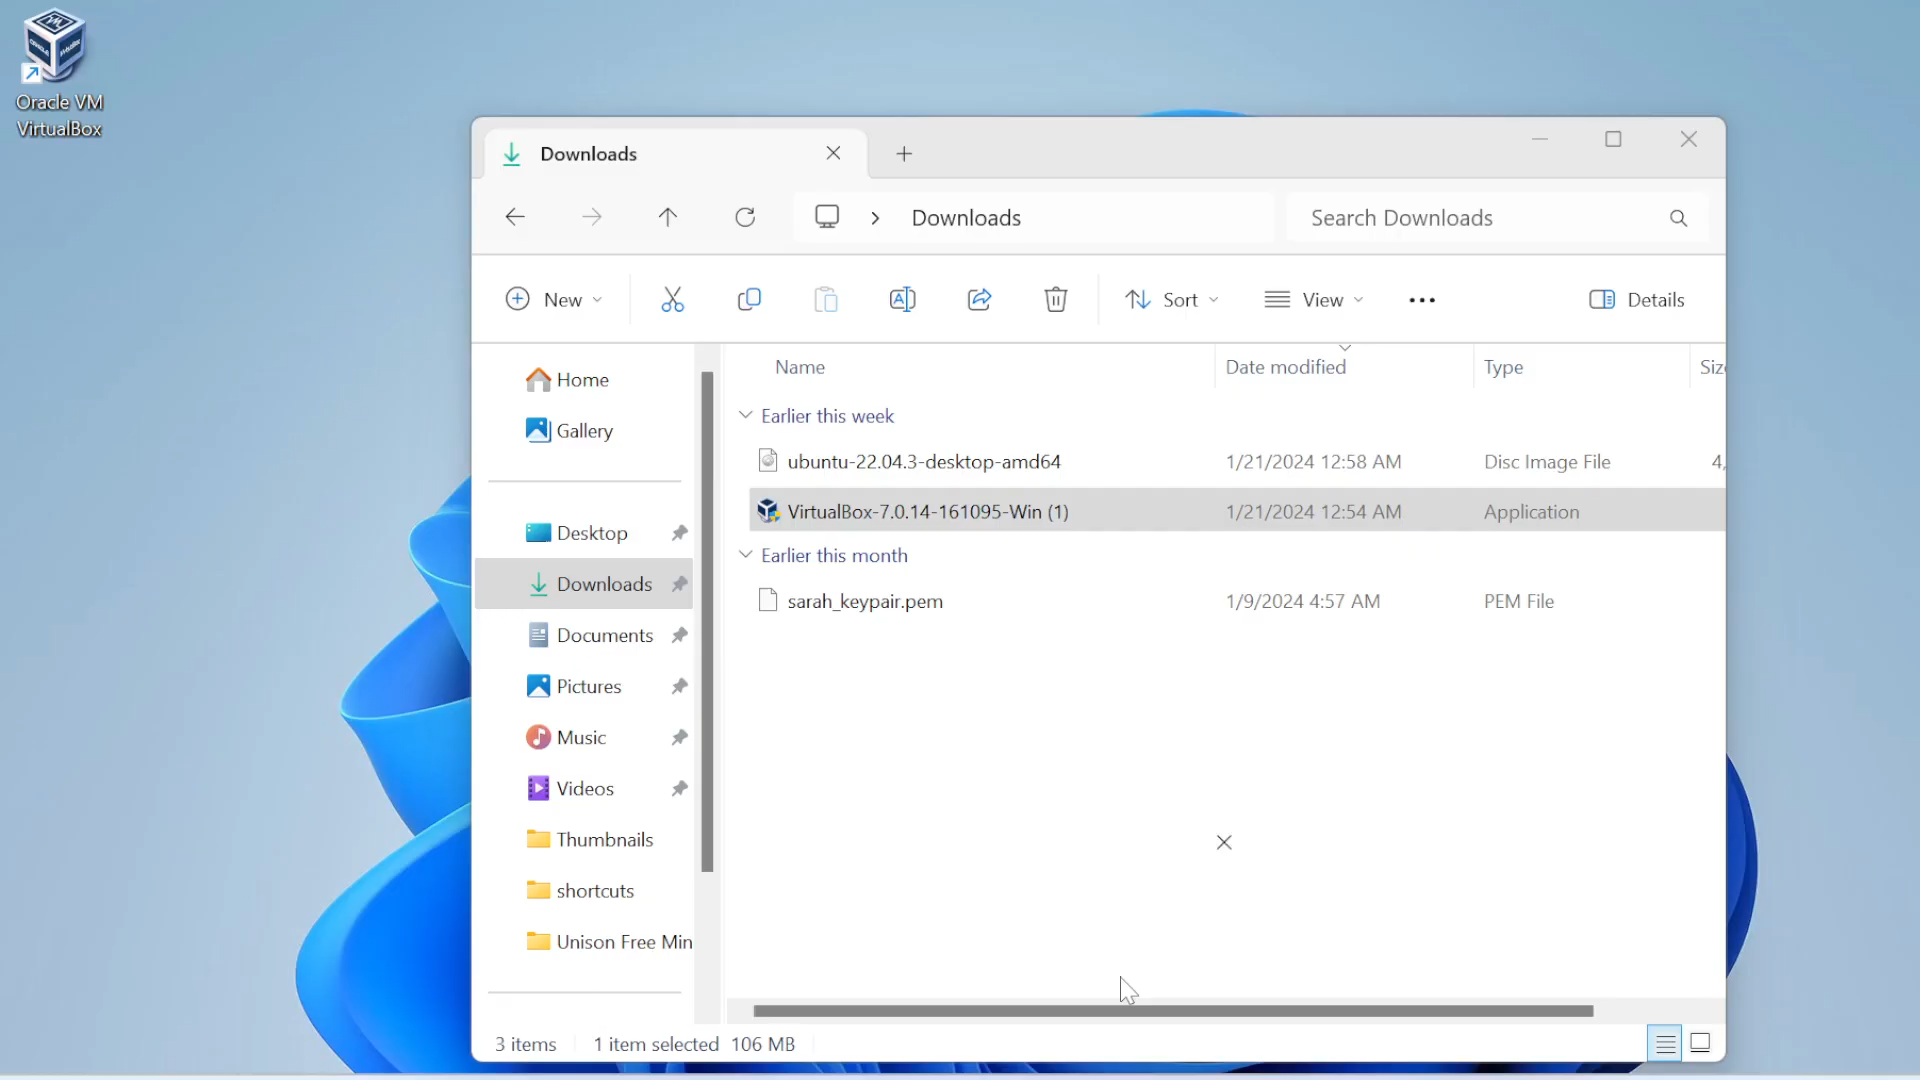 Oracle VM
VirtualBox
Downloads
Downloads
Search Downloads
New
Sort
View
Details
Name
Date modified
Type
Siz
Home
Gallery
Desktop
Downloads
Documents
Pictures
Music
Videos
Thumbnails
shortcuts
Unison Free Min
Earlier this week
ubuntu-22.04.3-desktop-amd64 1/21/2024 12:58 AM Disc Image File 4,
VirtualBox-7.0.14-161095-Win (1) 1/21/2024 12:54 AM Application
Earlier this month
sarah_keypair.pem 1/9/2024 4:57 AM PEM File
3 items 1 item selected 106 MB